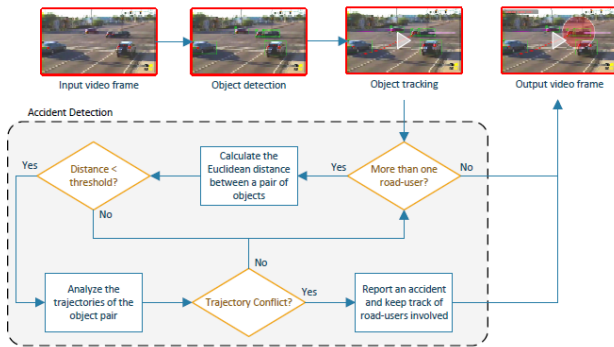 Input video frame
Object detection
Object tracking
Output video frame
Accident Detection
Yes
Distance <
threshold?
Calculate the
Euclidean distance
between a pair of
objects
Yes
More than one
road-user?
No
No
No
Analyze the
trajectories of the
object pair
Trajectory Conflict?
Yes
Report an accident
and keep track of
road-users involved